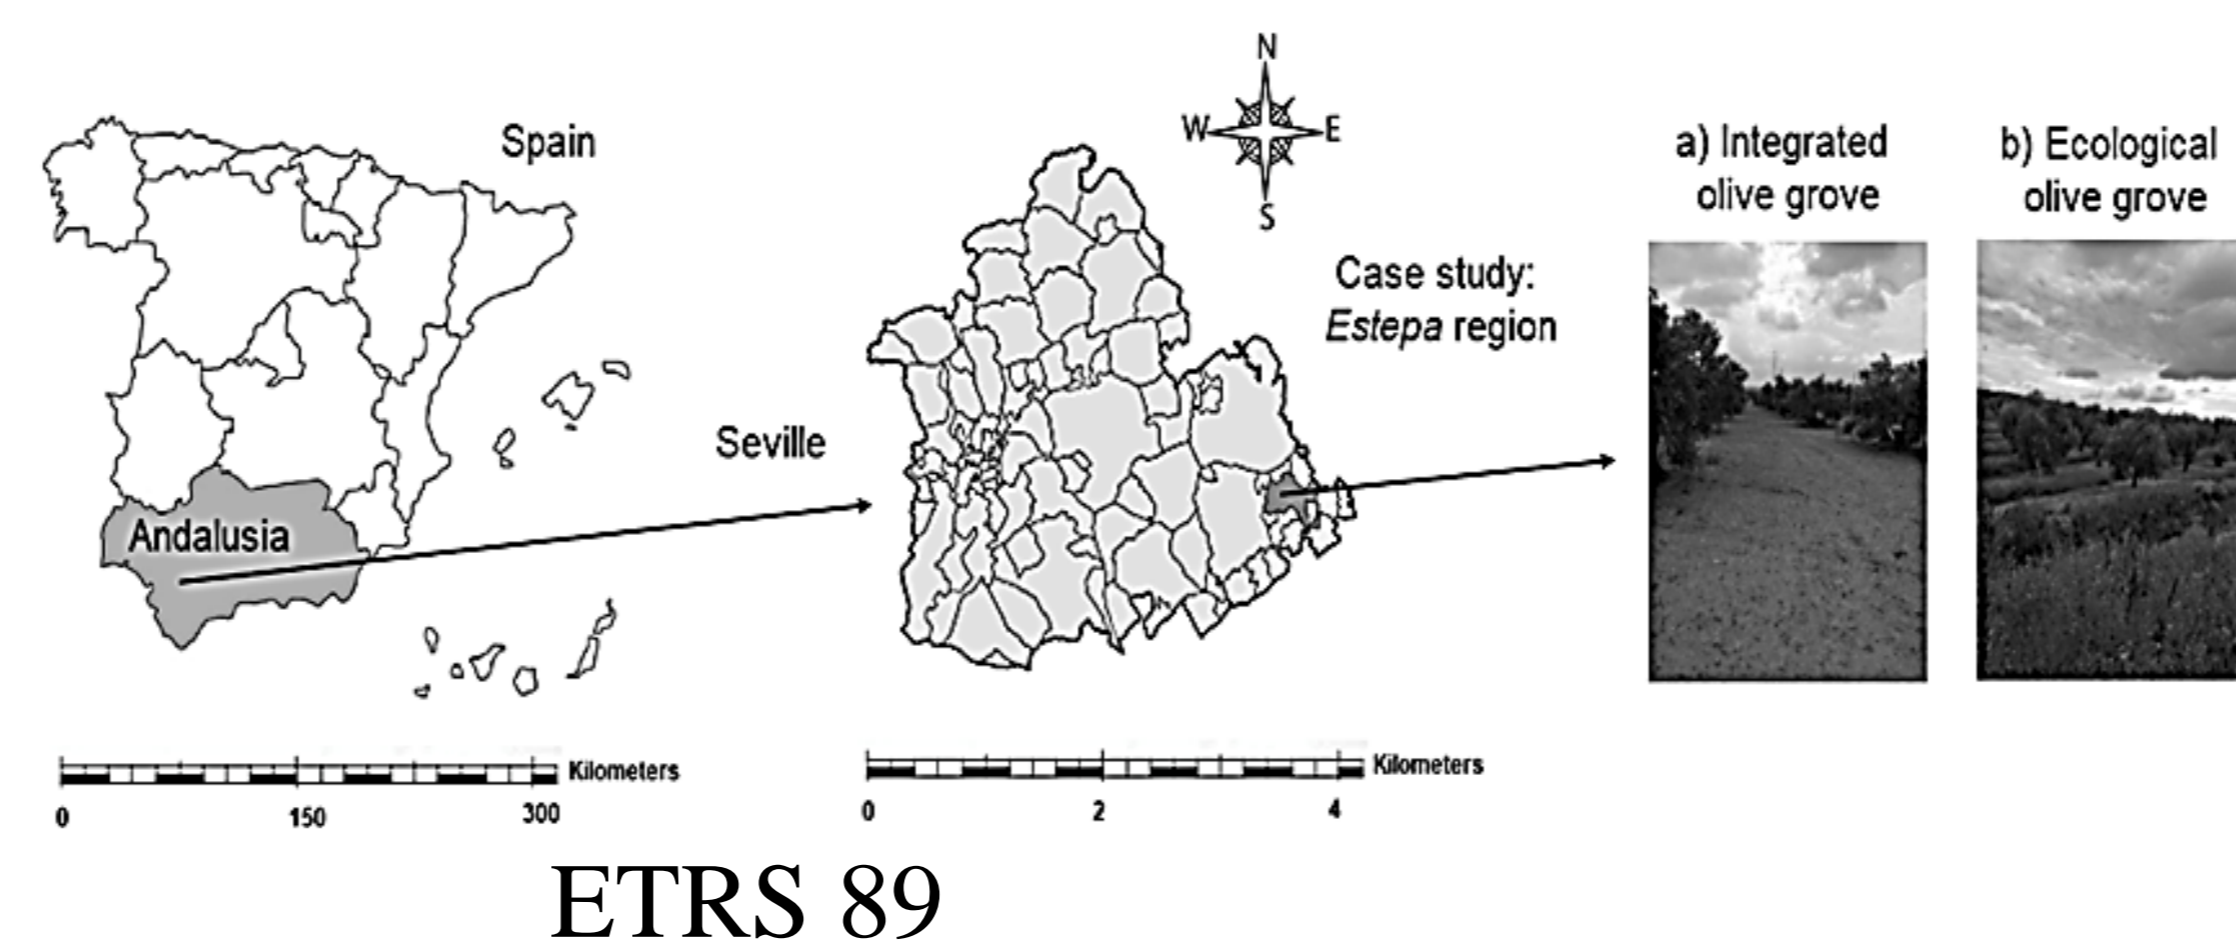 Spain
Andalusia
Seville
N
W
E
S
Case study:
Estepa region
a) Integrated
olive grove
b) Ecological
olive grove
Kilometers
0
150
300
Kilometers
0
2
4
ETRS 89